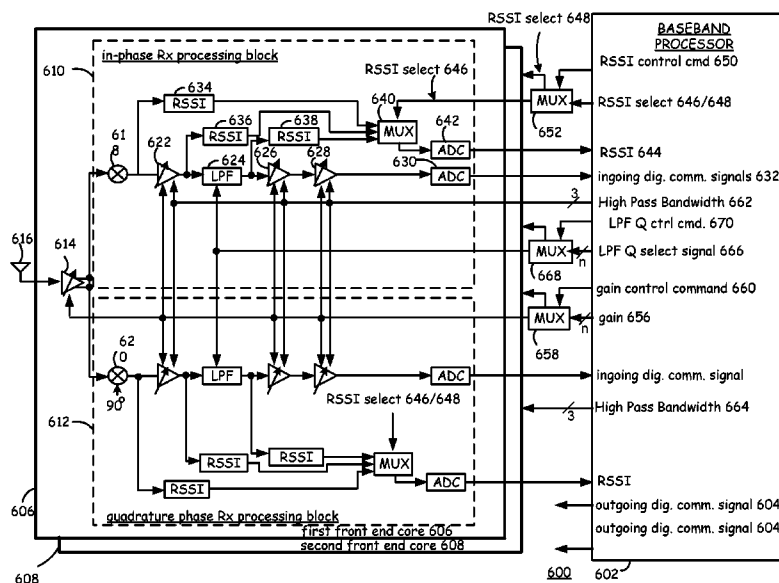 RSSI select 648
BASEBAND
PROCESSOR
in-phase Rx processing block
610
634
RSSI
RSSI select 646
RSSI control cmd 650
MUX
RSSI select 646/648
652
640
MUX
642
636
RSSI
638
RSSI
61
8
622
624
LPF
626
628
630
ADC
RSSI 644
ADC
ingoing dig. comm. signals 632
3
High Pass Bandwidth 662
LPF Q ctrl cmd. 670
MUX
LPF Q select signal 666
n
668
616
614
gain control command 660
MUX
gain 656
n
658
62
0
90°
LPF
ADC
ingoing dig. comm. signal
RSSI select 646/648
3
High Pass Bandwidth 664
612
RSSI
RSSI
RSSI
MUX
ADC
RSSI
quadrature phase Rx processing block
outgoing dig. comm. signal 604
606
first front end core 606
outgoing dig. comm. signal 604
second front end core 608
608
600
602